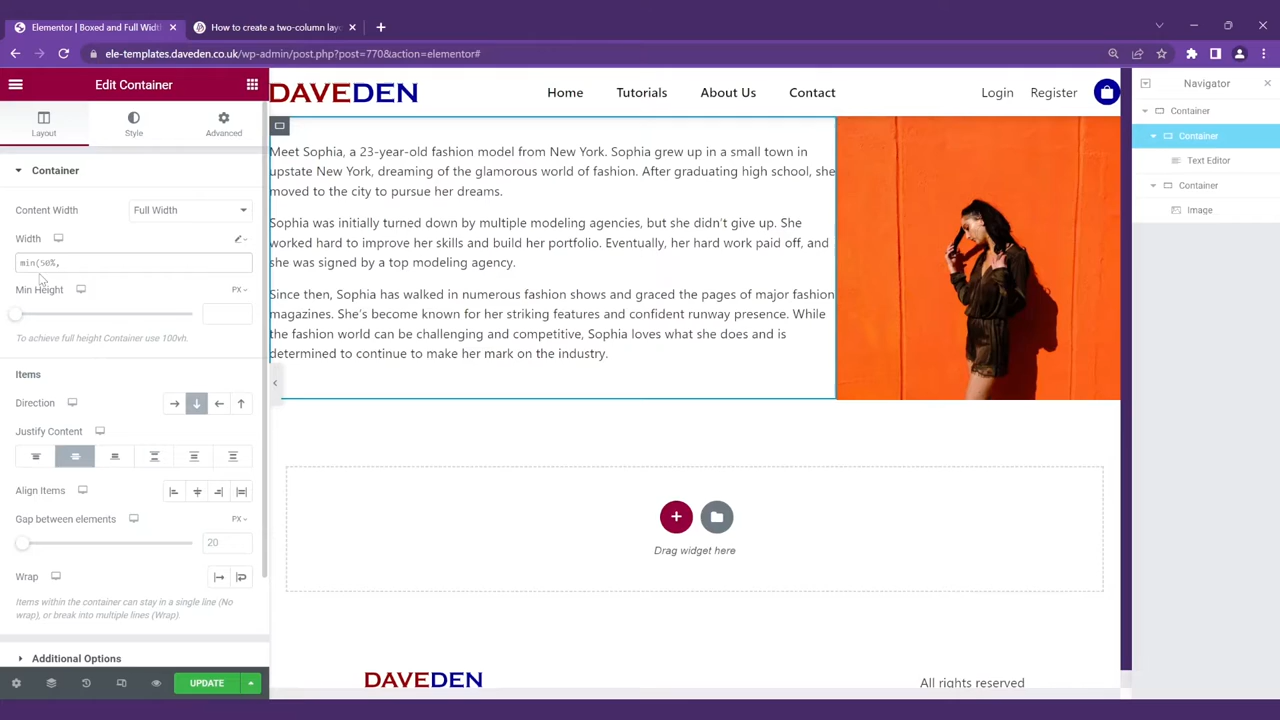 Elementor | Boxed and Full Widt
How to create a two-column layo
ele-templates.daveden.co.uk/wp-admin/post.php?post=770&action=elementor#
Edit Container
Layout
Style
Advanced
Container
Content Width
Full Width
Width
min(50%,
Min Height
PX
To achieve full height Container use 100vh.
Items
Direction
Justify Content
Align Items
Gap between elements
PX
20
Wrap
Items within the container can stay in a single line (No
wrap), or break into multiple lines (Wrap).
Additional Options
UPDATE
DAVEDEN
Home
Tutorials
About Us
Contact
Login
Register
Meet Sophia, a 23-year-old fashion model from New York. Sophia grew up in a small town in
upstate New York, dreaming of the glamorous world of fashion. After graduating high school, she
moved to the city to pursue her dreams.
Sophia was initially turned down by multiple modeling agencies, but she didn't give up. She
worked hard to improve her skills and build her portfolio. Eventually, her hard work paid off, and
she was signed by a top modeling agency.
Since then, Sophia has walked in numerous fashion shows and graced the pages of major fashion
magazines. She's become known for her striking features and confident runway presence. While
the fashion world can be challenging and competitive, Sophia loves what she does and is
determined to continue to make her mark on the industry.
Drag widget here
DAVEDEN
All rights reserved
Navigator
Container
Container
Text Editor
Container
Image